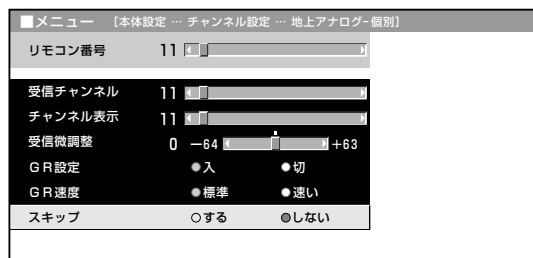 ■メニュー [本体設定 … チャンネル設定 … 地上アナログ-個別]
リモコン番号 11
受信チャンネル 11
チャンネル表示 11
受信微調整 0 −64 +63
GR設定 ●入 ●切
GR速度 ●標準 ●速い
スキップ ○する ●しない